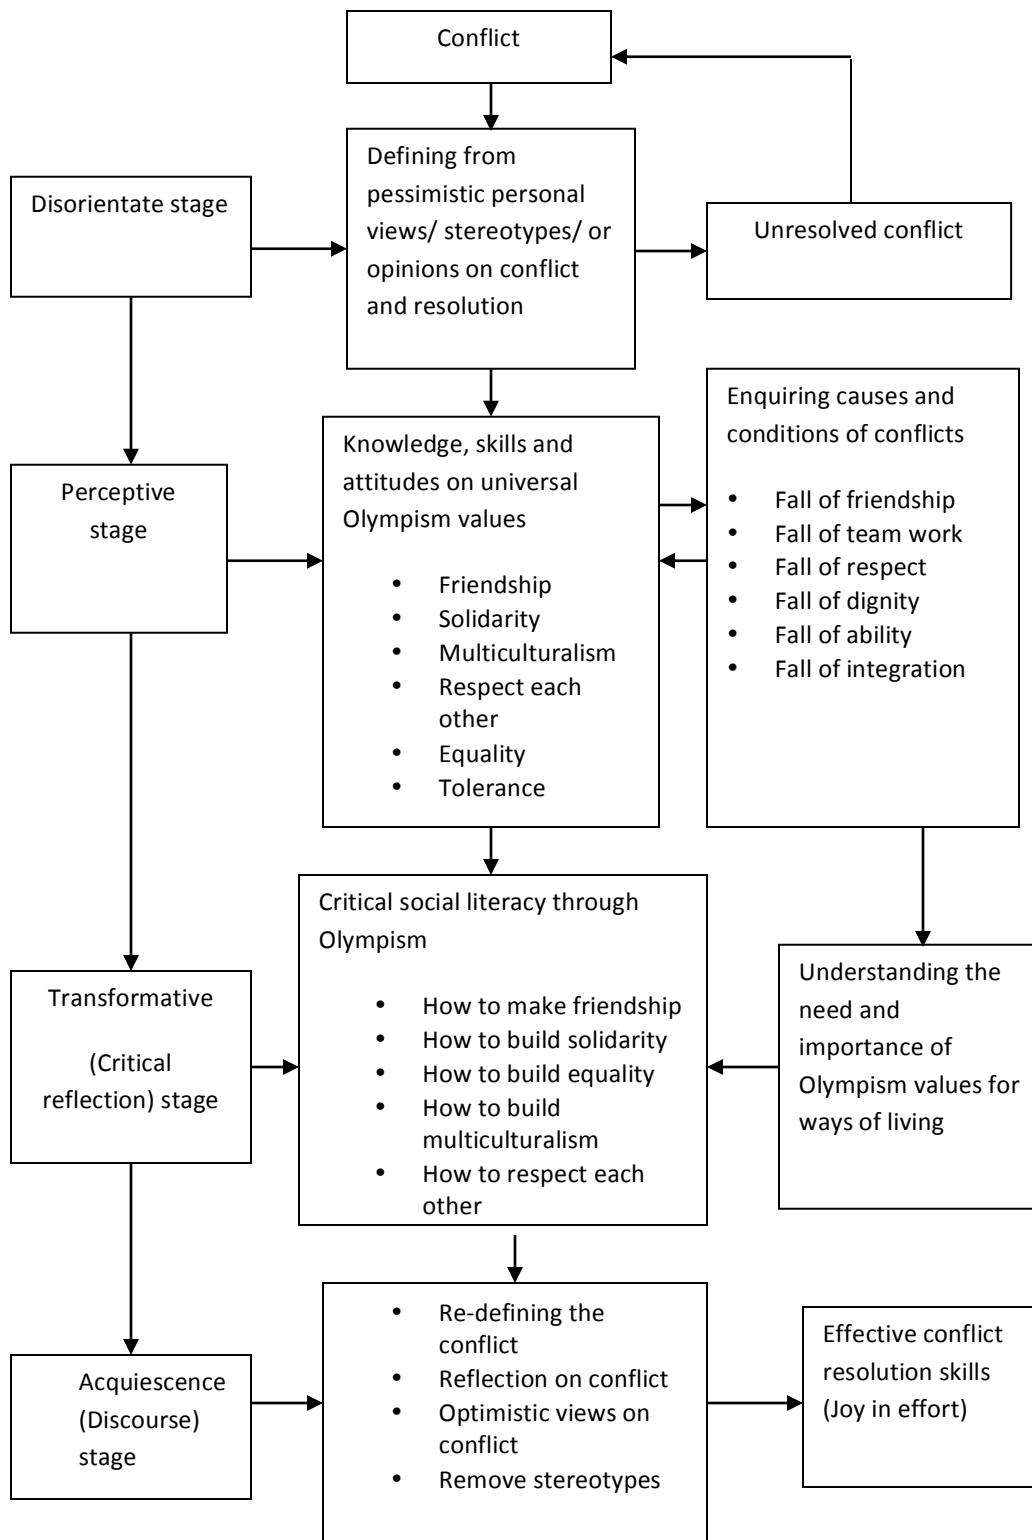 Conflict
Defining from
pessimistic personal
views/ stereotypes/ or
opinions on conflict
and resolution
Disorientate stage
Unresolved conflict
Enquiring causes and
conditions of conflicts
• Fall of friendship
• Fall of team work
• Fall of respect
• Fall of dignity
• Fall of ability
• Fall of integration
Knowledge, skills and
attitudes on universal
Olympism values
• Friendship
• Solidarity
• Multiculturalism
• Respect each
other
• Equality
• Tolerance
Perceptive
stage
Critical social literacy through
Olympism
• How to make friendship
• How to build solidarity
• How to build equality
• How to build
multiculturalism
• How to respect each
other
Transformative
(Critical
reflection) stage
Understanding the
need and
importance of
Olympism values for
ways of living
• Re-defining the
conflict
• Reflection on conflict
• Optimistic views on
conflict
• Remove stereotypes
Acquiescence
(Discourse)
stage
Effective conflict
resolution skills
(Joy in effort)